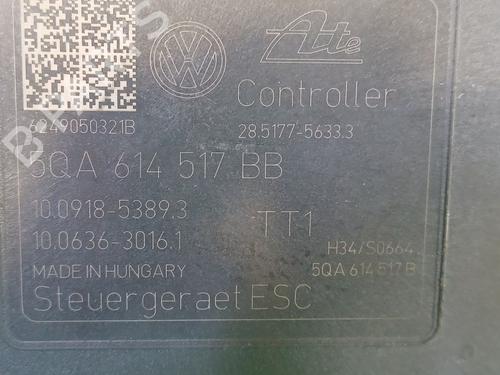 Ate
Controller
6249050321B
28.5177-5633.3
5QA 614 517 BB
10.0918-5389.3
10.0636-3016.1
TT1
H34/S0664
MADE IN HUNGARY
5QA 614 517 B
Steuergeraet ESC